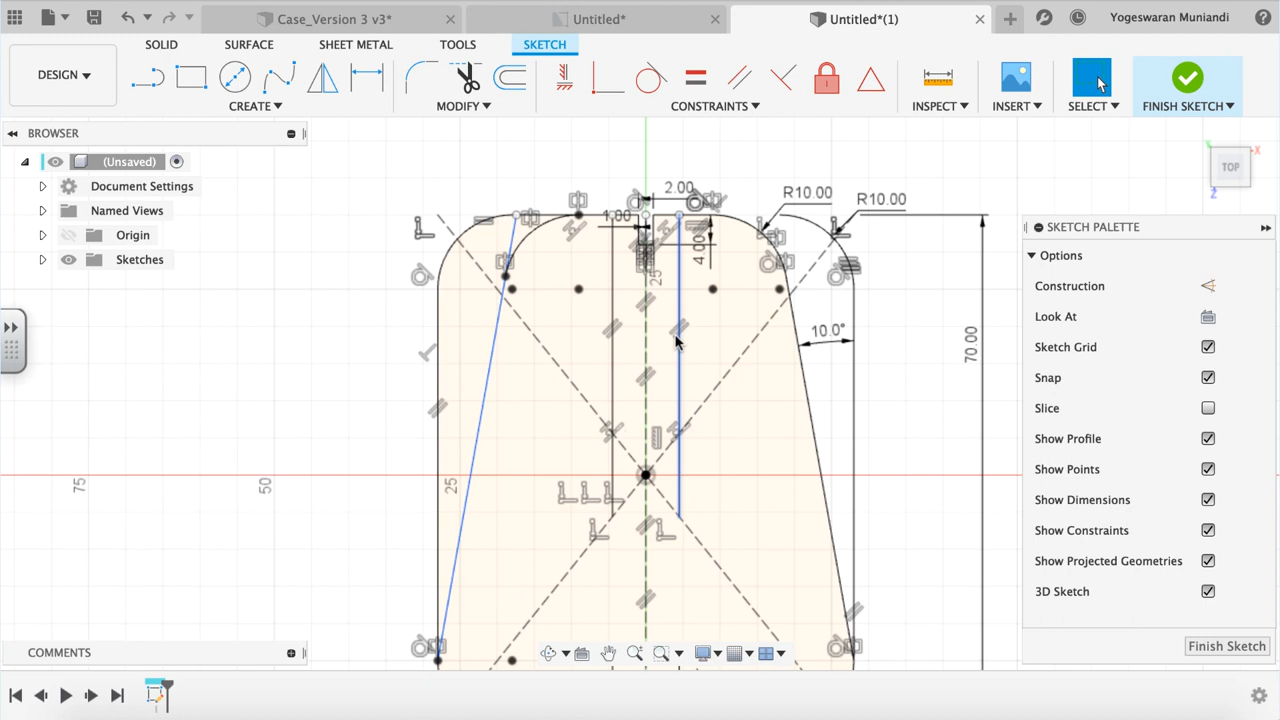 Case_Version 3 v3*
Untitled*
Untitled*(1)
Yogeswaran Muniandi
DESIGN
SOLID
SURFACE
SHEET METAL
TOOLS
SKETCH
CREATE
MODIFY
CONSTRAINTS
INSPECT
INSERT
SELECT
FINISH SKETCH
BROWSER
(Unsaved)
Document Settings
Named Views
Origin
Sketches
TOP
X
Y
Z
2.00
1.00
R10.00
R10.00
4.00
25
10.0°
70.00
75
50
25
SKETCH PALETTE
Options
Construction
Look At
Sketch Grid
Snap
Slice
Show Profile
Show Points
Show Dimensions
Show Constraints
Show Projected Geometries
3D Sketch
Finish Sketch
COMMENTS